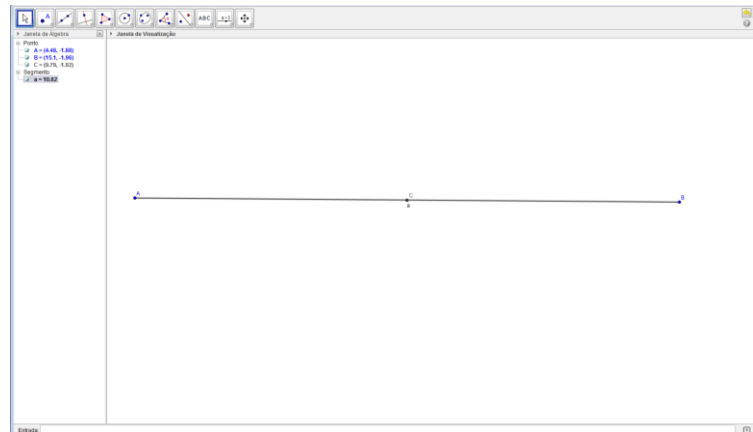 ABC
a=2
Janela de Álgebra
Janela de Visualização
Ponto
A = (4.48, -1.88)
B = (15.1, -1.96)
C = (9.79, -1.92)
Segmento
a = 10.62
A
C
B
a
Entrada: